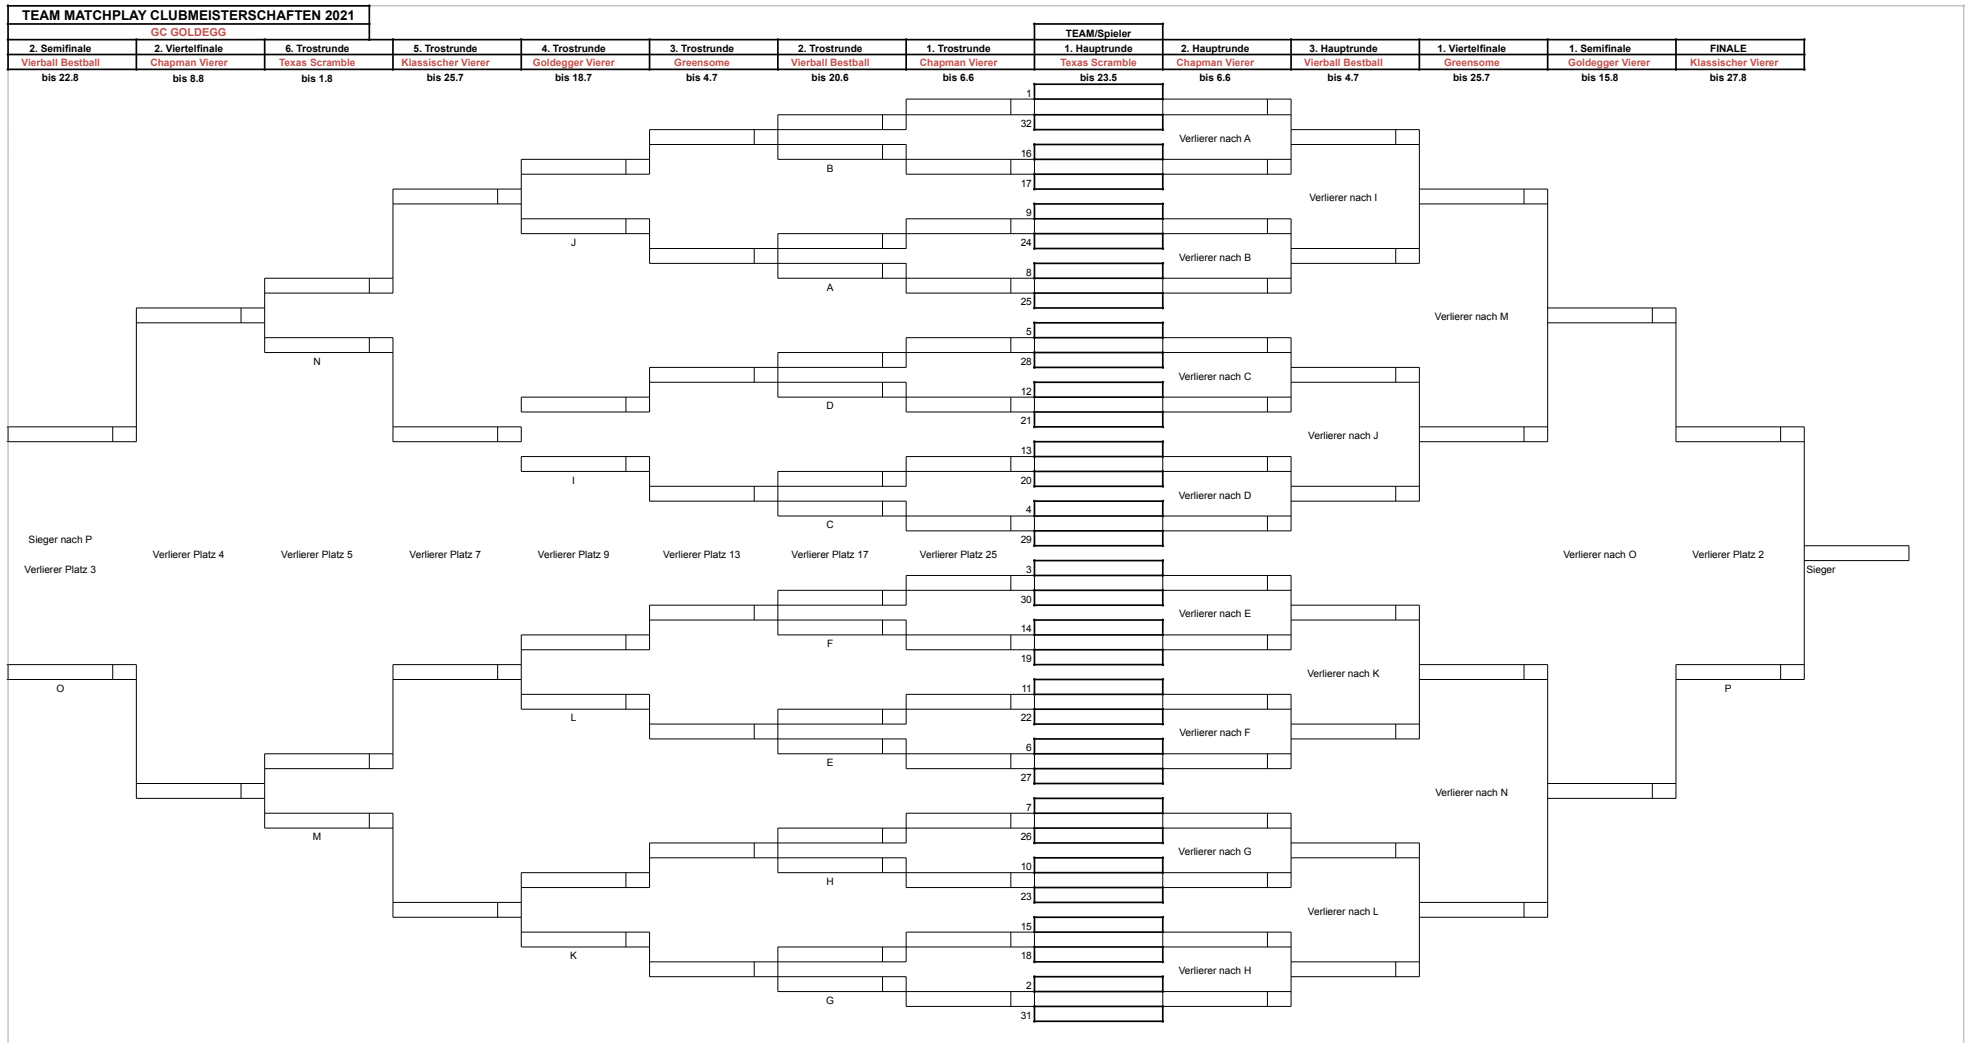 TEAM MATCHPLAY CLUBMEISTERSCHAFTEN 2021
GC GOLDEGG
TEAM/Spieler
2. Semifinale 2. Viertelfinale 6. Trostrunde 5. Trostrunde 4. Trostrunde 3. Trostrunde 2. Trostrunde 1. Trostrunde 1. Hauptrunde 2. Hauptrunde 3. Hauptrunde 1. Viertelfinale 1. Semifinale FINALE
Vierball Bestball Chapman Vierer Texas Scramble Klassischer Vierer Goldegger Vierer Greensome Vierball Bestball Chapman Vierer Texas Scramble Chapman Vierer Vierball Bestball Greensome Goldegger Vierer Klassischer Vierer
bis 22.8 bis 8.8 bis 1.8 bis 25.7 bis 18.7 bis 4.7 bis 20.6 bis 6.6 bis 23.5 bis 6.6 bis 4.7 bis 25.7 bis 15.8 bis 27.8
1
32
Verlierer nach A
16
B
17
Verlierer nach I
9
J 24
Verlierer nach B
8
A
25
Verlierer nach M
5
N 28
Verlierer nach C
12
D
21
Verlierer nach J
13
I 20
Verlierer nach D
4
C
29
Sieger nach P
Verlierer Platz 4 Verlierer Platz 5 Verlierer Platz 7 Verlierer Platz 9 Verlierer Platz 13 Verlierer Platz 17 Verlierer Platz 25 Verlierer nach O Verlierer Platz 2
Verlierer Platz 3 3 Sieger
30
Verlierer nach E
14
F
19
Verlierer nach K
O 11 P
L 22
Verlierer nach F
6
E
27
Verlierer nach N
7
M 26
Verlierer nach G
10
H
23
Verlierer nach L
15
K 18
Verlierer nach H
2
G
31